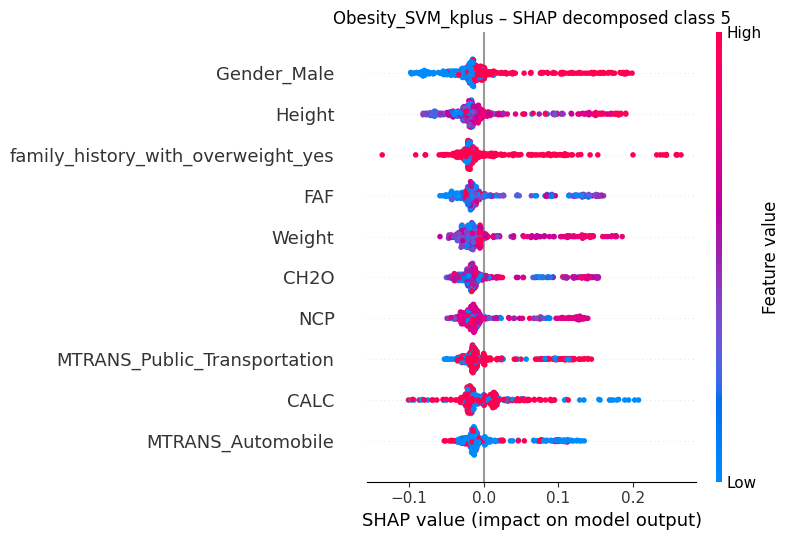 Obesity_SVM_kplus – SHAP decomposed class 5
High
Gender_Male
Height
family_history_with_overweight_yes
FAF
Weight
CH2O
NCP
MTRANS_Public_Transportation
CALC
MTRANS_Automobile
Feature value
Low
−0.1 0.0 0.1 0.2
SHAP value (impact on model output)